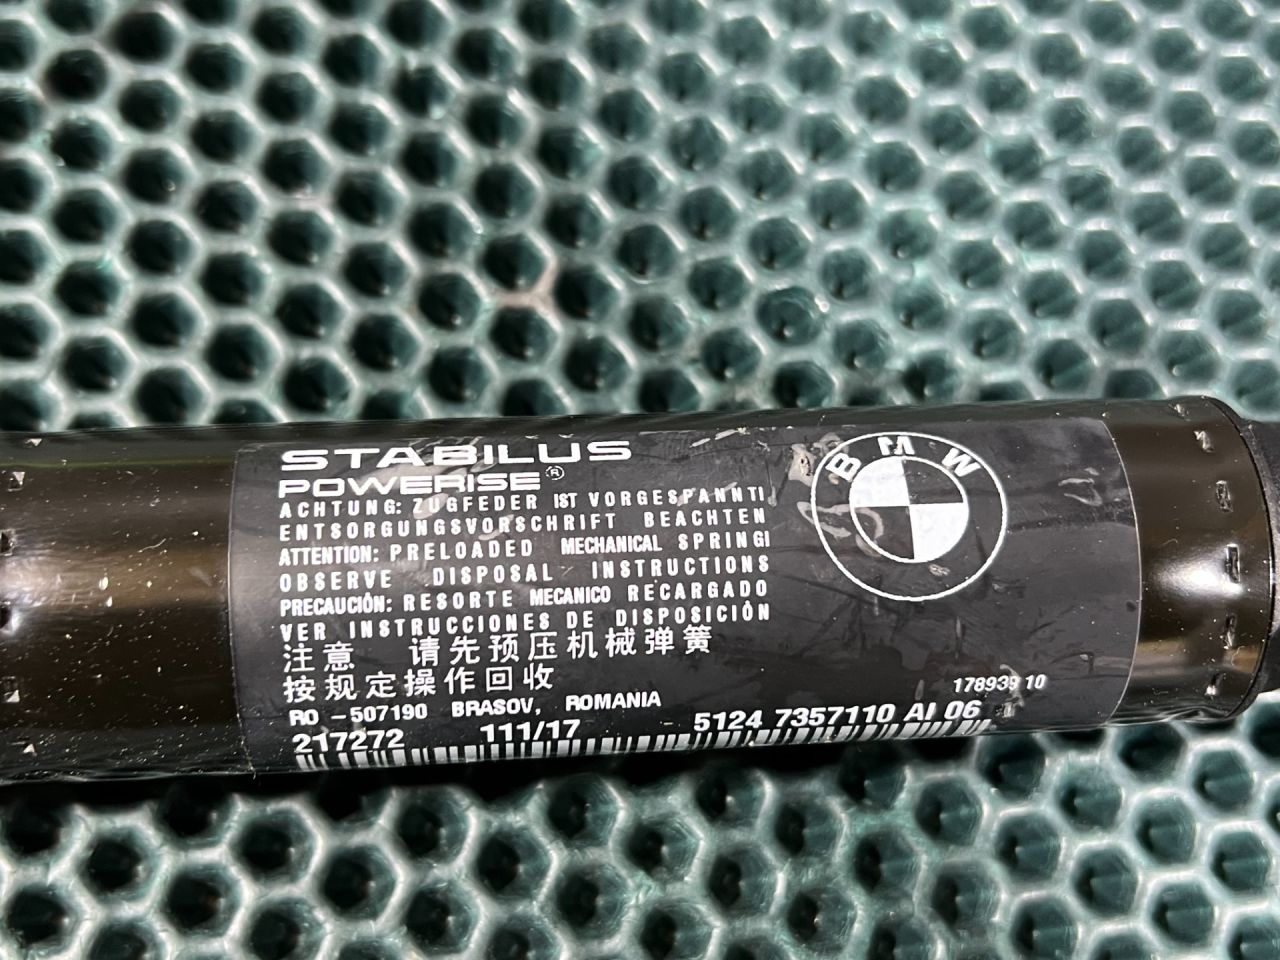 STABILUS
POWERISE®
ACHTUNG: ZUGFEDER IST VORGESPANNT!
ENTSORGUNGSVORSCHRIFT BEACHTEN
ATTENTION: PRELOADED MECHANICAL SPRING!
OBSERVE DISPOSAL INSTRUCTIONS
PRECAUCIÓN: RESORTE MECANICO RECARGADO
VER INSTRUCCIONES DE DISPOSICIÓN
注意 请先预压机械弹簧
按规定操作回收
RO - 507190 BRASOV, ROMANIA
217272 111/17 5124 7357110 AI 06
178939 10
BMW